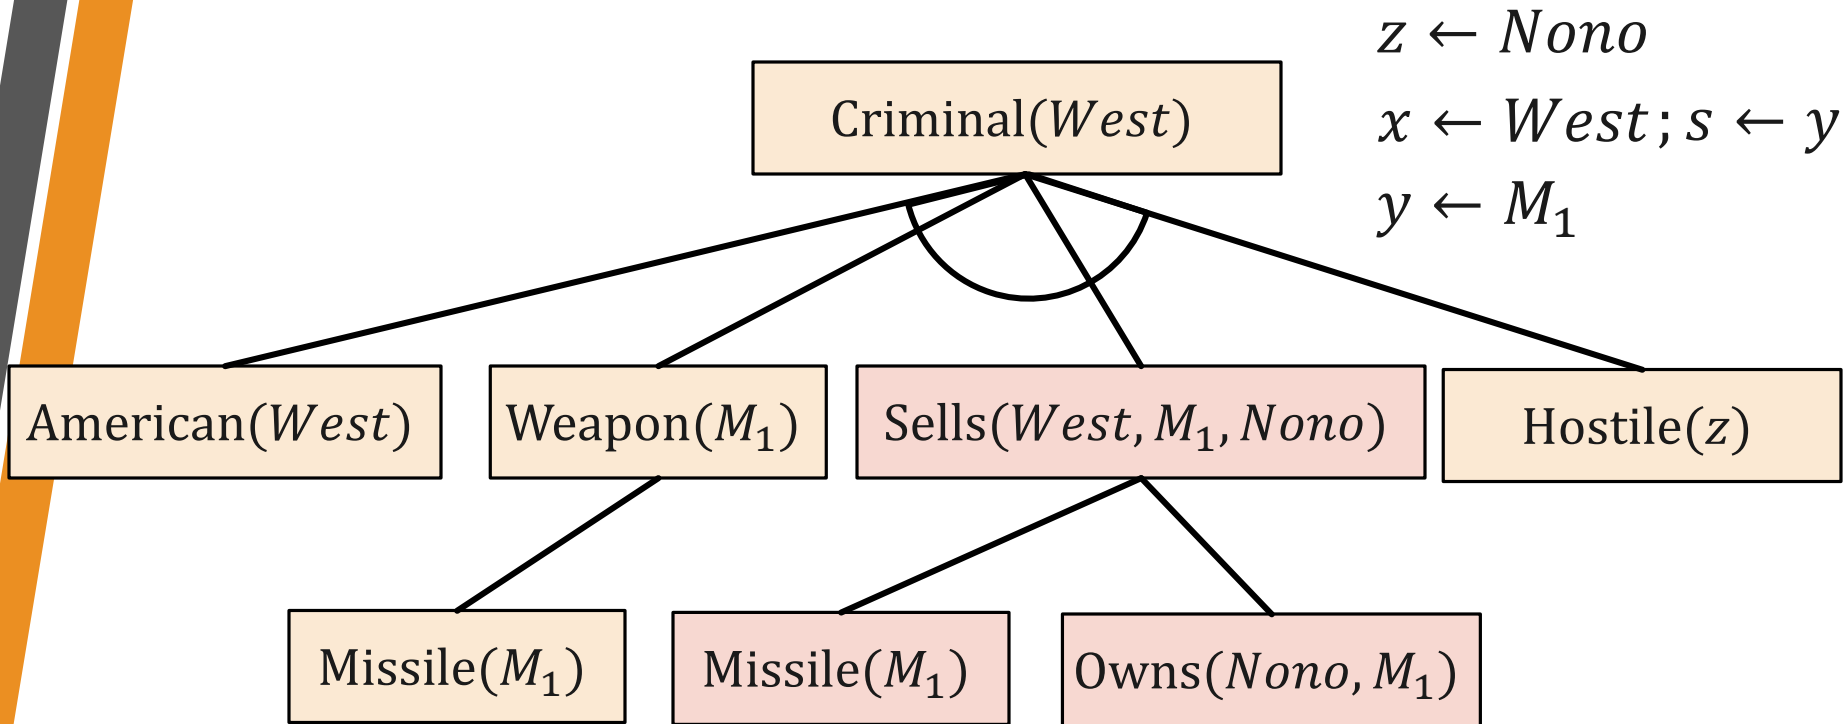 z ← Nono
Criminal(West)
x ← West; s ← y
y ← M₁
American(West)
Weapon(M₁)
Sells(West, M₁, Nono)
Hostile(z)
Missile(M₁)
Missile(M₁)
Owns(Nono, M₁)